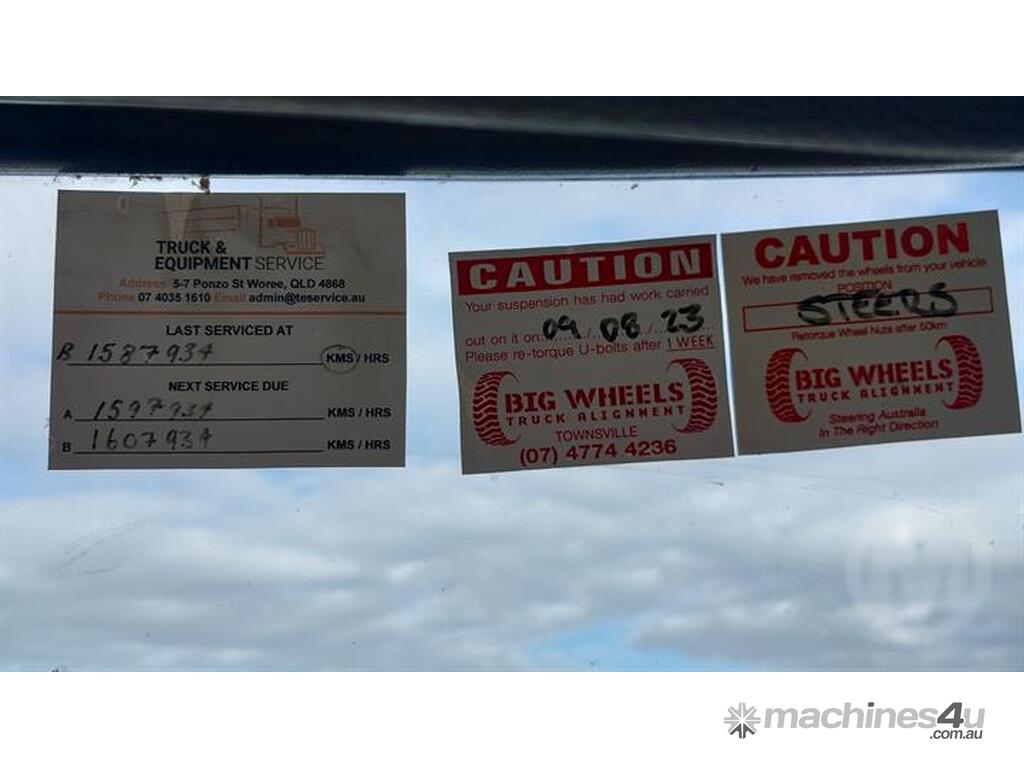 TRUCK &
EQUIPMENT SERVICE
Address 5-7 Ponzo St Woree, QLD 4868
Phone 07 4035 1610 Email admin@teservice.au
LAST SERVICED AT
B 1587934 KMS / HRS
NEXT SERVICE DUE
A 1597934 KMS / HRS
B 1607934 KMS / HRS
CAUTION
Your suspension has had work carried
out on it on: 09 / 08 / 23
Please re-torque U-bolts after 1 WEEK
BIG WHEELS
TRUCK ALIGNMENT
TOWNSVILLE
(07) 4774 4236
CAUTION
We have removed the wheels from your vehicle
POSITION
STEERS
Retorque Wheel Nuts after 50km
BIG WHEELS
TRUCK ALIGNMENT
Steering Australia
In The Right Direction
machines4u
.com.au